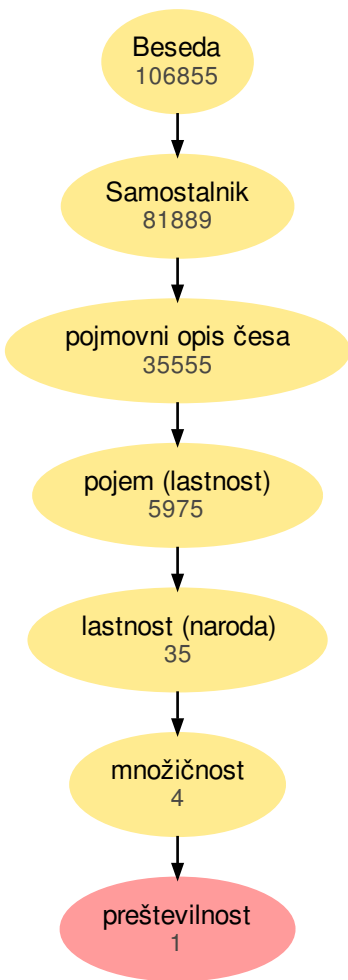 Beseda
106855
Samostalnik
81889
pojmovni opis česa
35555
pojem (lastnost)
5975
lastnost (naroda)
35
množičnost
4
preštevilnost
1